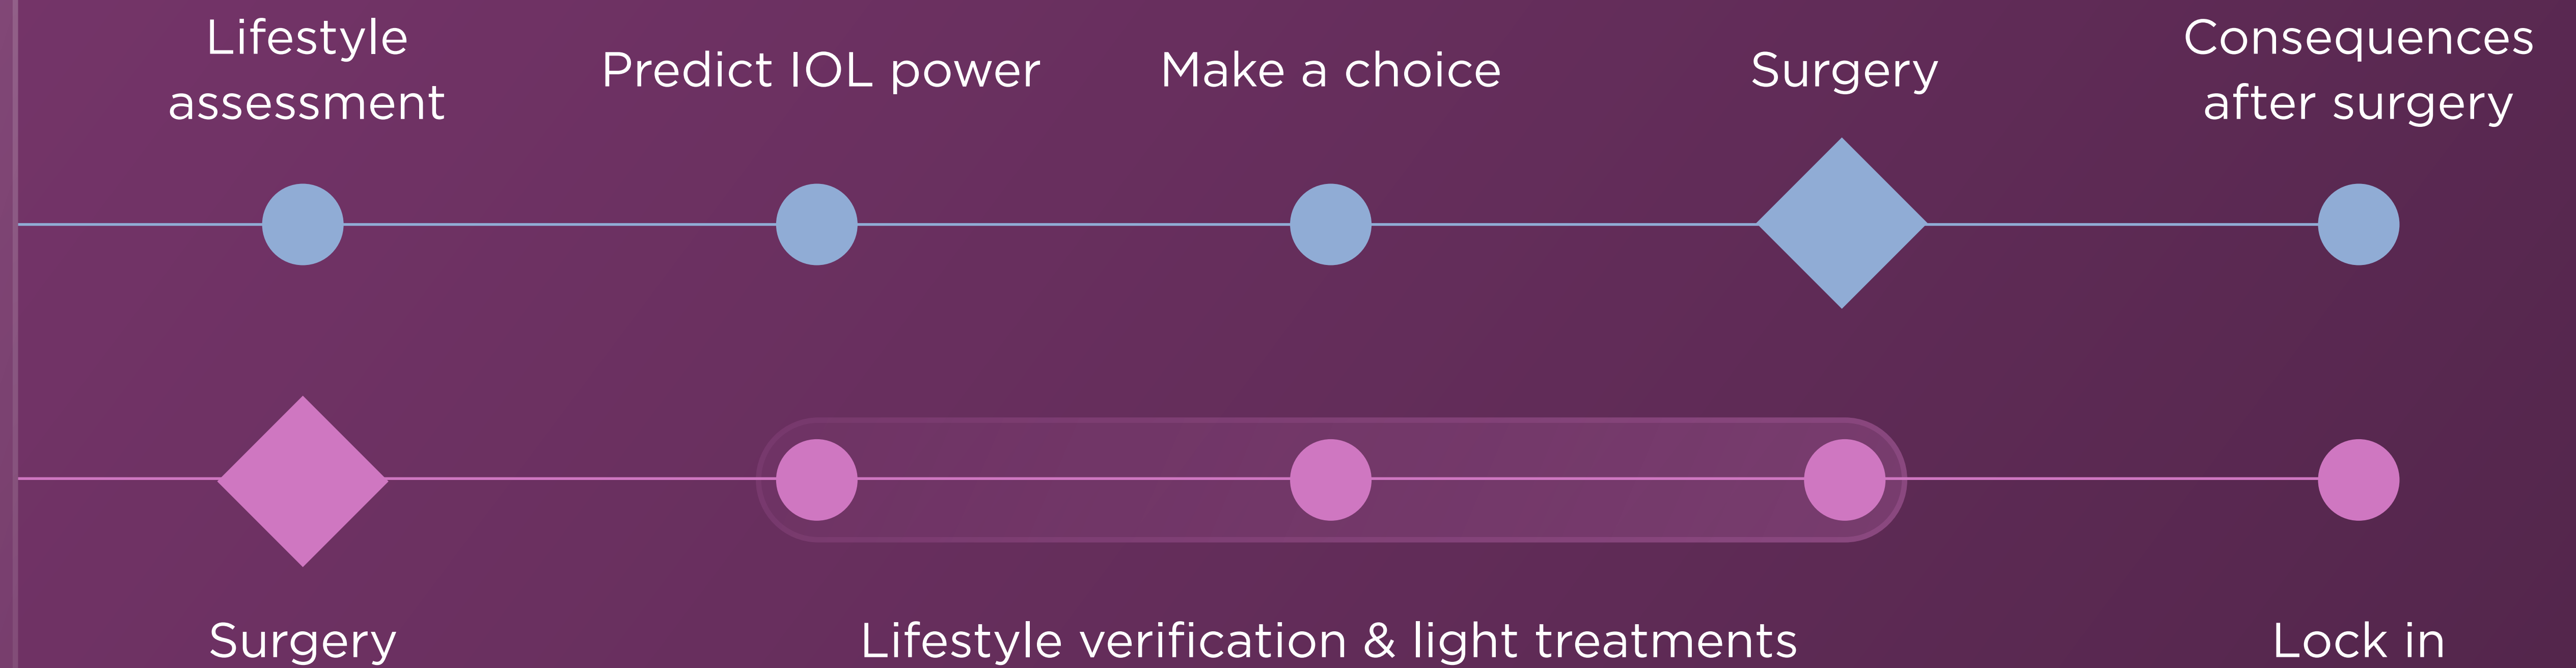 Lifestyle
assessment
Predict IOL power
Make a choice
Surgery
Consequences
after surgery
Surgery
Lifestyle verification & light treatments
Lock in